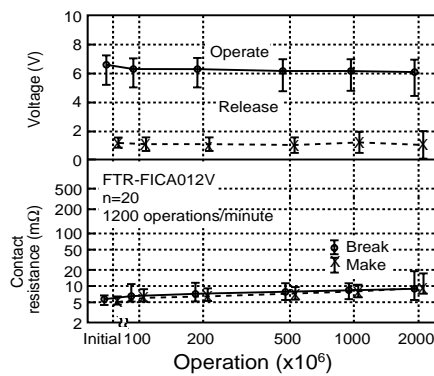 Voltage (V)
10
8
6
4
2
0
Operate
Release
FTR-FICA012V
n=20
1200 operations/minute
Contact
resistance (mΩ)
500
200
100
50
20
10
5
2
Break
Make
Initial 100 200 500 1000 2000
Operation (x10⁶)